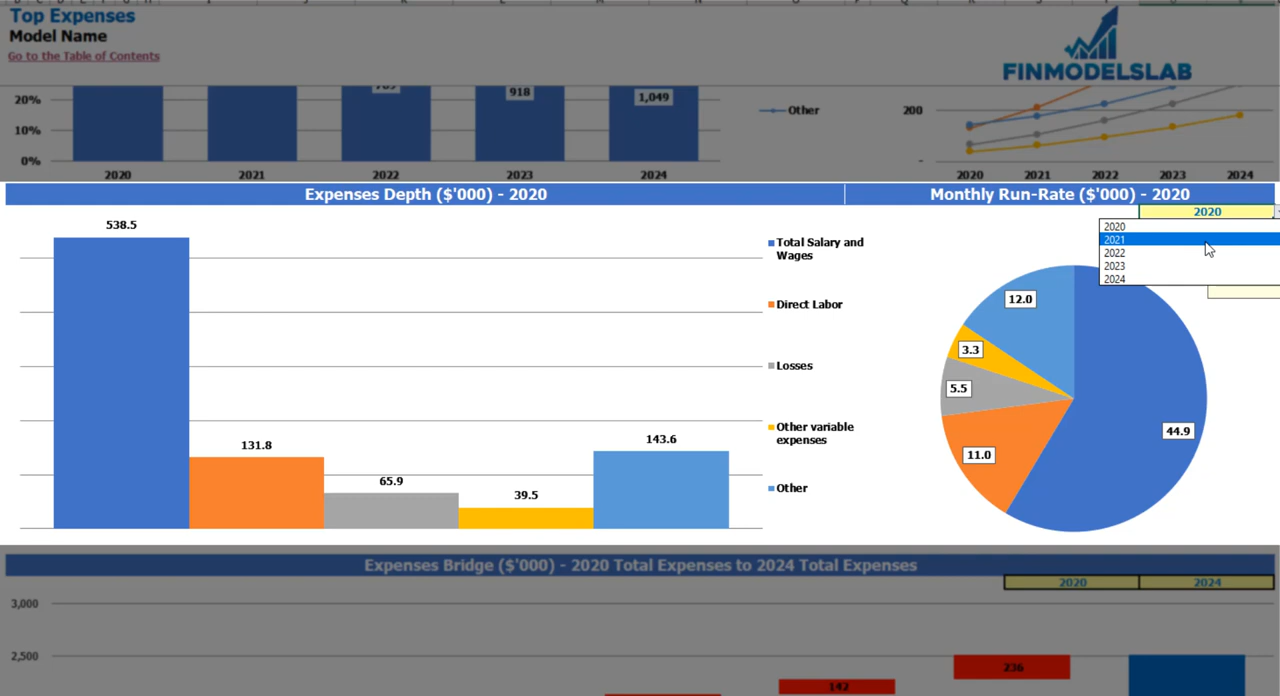 Top Expenses
Model Name
Go to the Table of Contents
FINMODELSLAB
20%
10%
0%
918
1,049
2020
2021
2022
2023
2024
Other
200
-
2020
2021
2022
2023
2024
Expenses Depth ($'000) - 2020
Monthly Run-Rate ($'000) - 2020
2020
2020
2021
2022
2023
2024
538.5
131.8
65.9
39.5
143.6
Total Salary and
Wages
Direct Labor
Losses
Other variable
expenses
Other
12.0
3.3
5.5
11.0
44.9
Expenses Bridge ($'000) - 2020 Total Expenses to 2024 Total Expenses
2020
2024
3,000
2,500
236
142